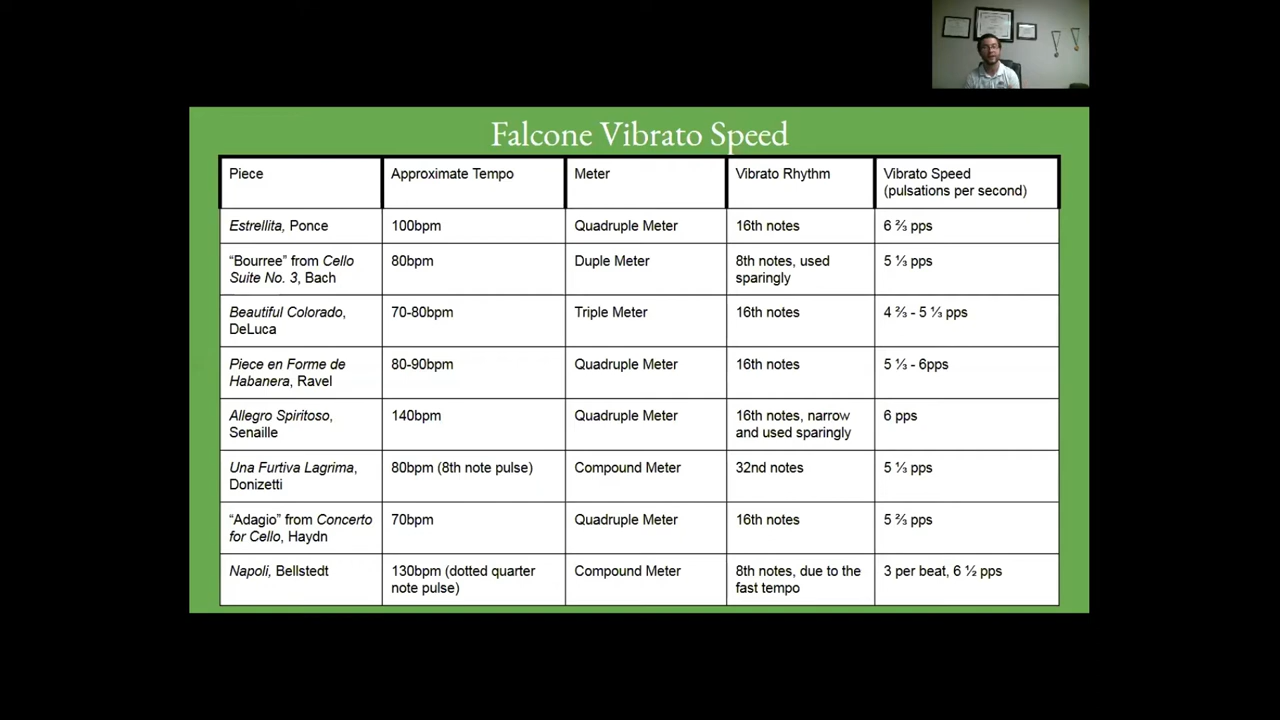 Falcone Vibrato Speed
Piece
Approximate Tempo
Meter
Vibrato Rhythm
Vibrato Speed
(pulsations per second)
Estrellita, Ponce
100bpm
Quadruple Meter
16th notes
6 ⅔ pps
“Bourree” from Cello
Suite No. 3, Bach
80bpm
Duple Meter
8th notes, used
sparingly
5 ⅓ pps
Beautiful Colorado,
DeLuca
70-80bpm
Triple Meter
16th notes
4 ⅔ - 5 ⅓ pps
Piece en Forme de
Habanera, Ravel
80-90bpm
Quadruple Meter
16th notes
5 ⅓ - 6pps
Allegro Spiritoso,
Senaille
140bpm
Quadruple Meter
16th notes, narrow
and used sparingly
6 pps
Una Furtiva Lagrima,
Donizetti
80bpm (8th note pulse)
Compound Meter
32nd notes
5 ⅓ pps
“Adagio” from Concerto
for Cello, Haydn
70bpm
Quadruple Meter
16th notes
5 ⅔ pps
Napoli, Bellstedt
130bpm (dotted quarter
note pulse)
Compound Meter
8th notes, due to the
fast tempo
3 per beat, 6 ½ pps